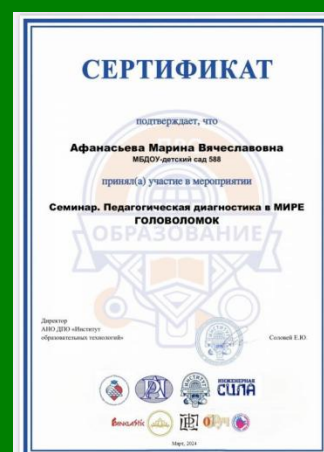 СЕРТИФИКАТ
подтверждает, что
Афанасьева Марина Вячеславовна
МБДОУ-детский сад 588
принял(а) участие в мероприятии
Семинар. Педагогическая диагностика в МИРЕ
ГОЛОВОЛОМОК
ОБРАЗОВАНИЕ
Директор
АНО ДПО «Институт
образовательных технологий»
Соловей Е.Ю
ИНЖЕНЕРНАЯ
СИЛА
Март, 2024